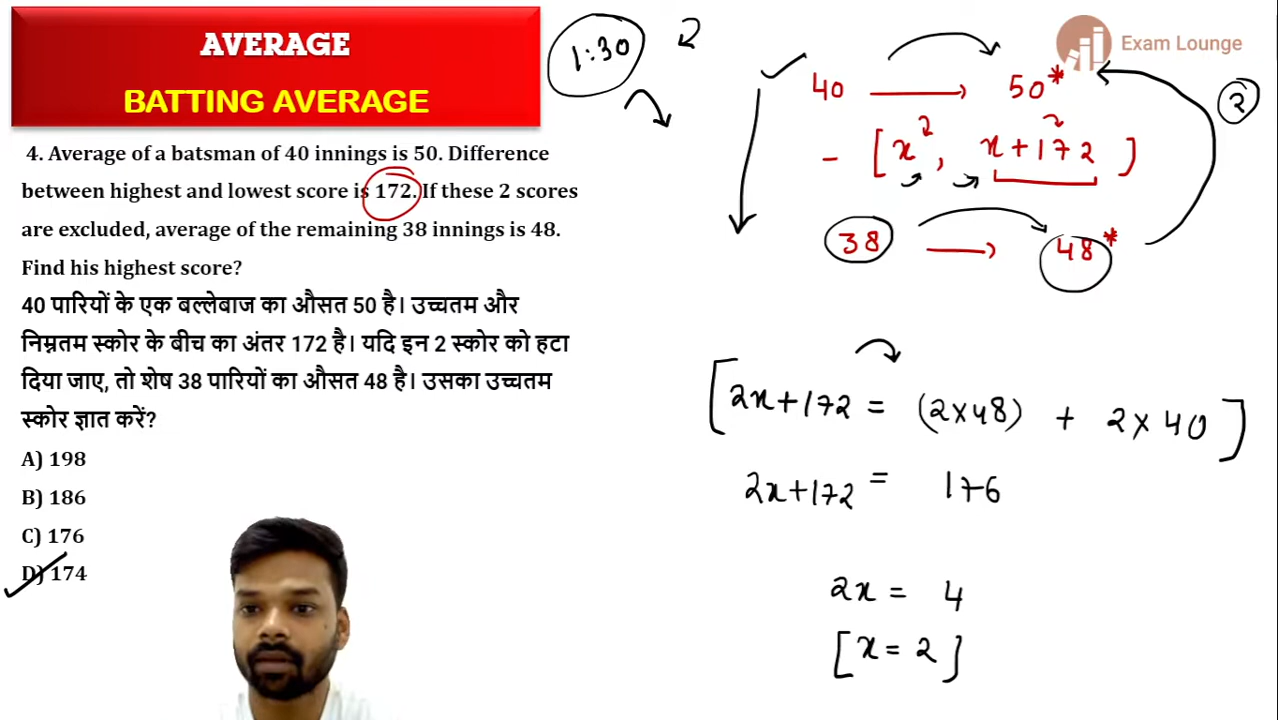 AVERAGE
BATTING AVERAGE
4. Average of a batsman of 40 innings is 50. Difference
between highest and lowest score is 172. If these 2 scores
are excluded, average of the remaining 38 innings is 48.
Find his highest score?
40 पारियों के एक बल्लेबाज का औसत 50 है। उच्चतम और
निम्नतम स्कोर के बीच का अंतर 172 है। यदि इन 2 स्कोर को हटा
दिया जाए, तो शेष 38 पारियों का औसत 48 है। उसका उच्चतम
स्कोर ज्ञात करें?
A) 198
B) 186
C) 176
D) 174
1:30
Exam Lounge
40 → 50*
2
- [x, x+172]
38 → 48*
[2x+172 = (2×48) + 2×40]
2x+172 = 176
2x = 4
[x = 2]